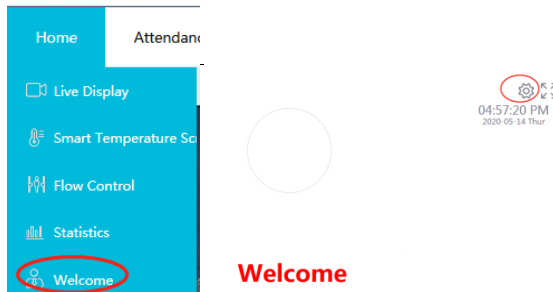 Home
Attendanc
Live Display
Smart Temperature Scr
Flow Control
Statistics
Welcome
04:57:20 PM
2020-05-14 Thur
Welcome